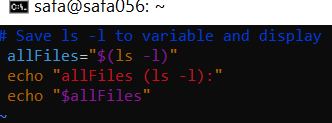 safa@safa056: ~
# Save ls -l to variable and display
allFiles="$(ls -l)"
echo "allFiles (ls -l):"
echo "$allFiles"
~